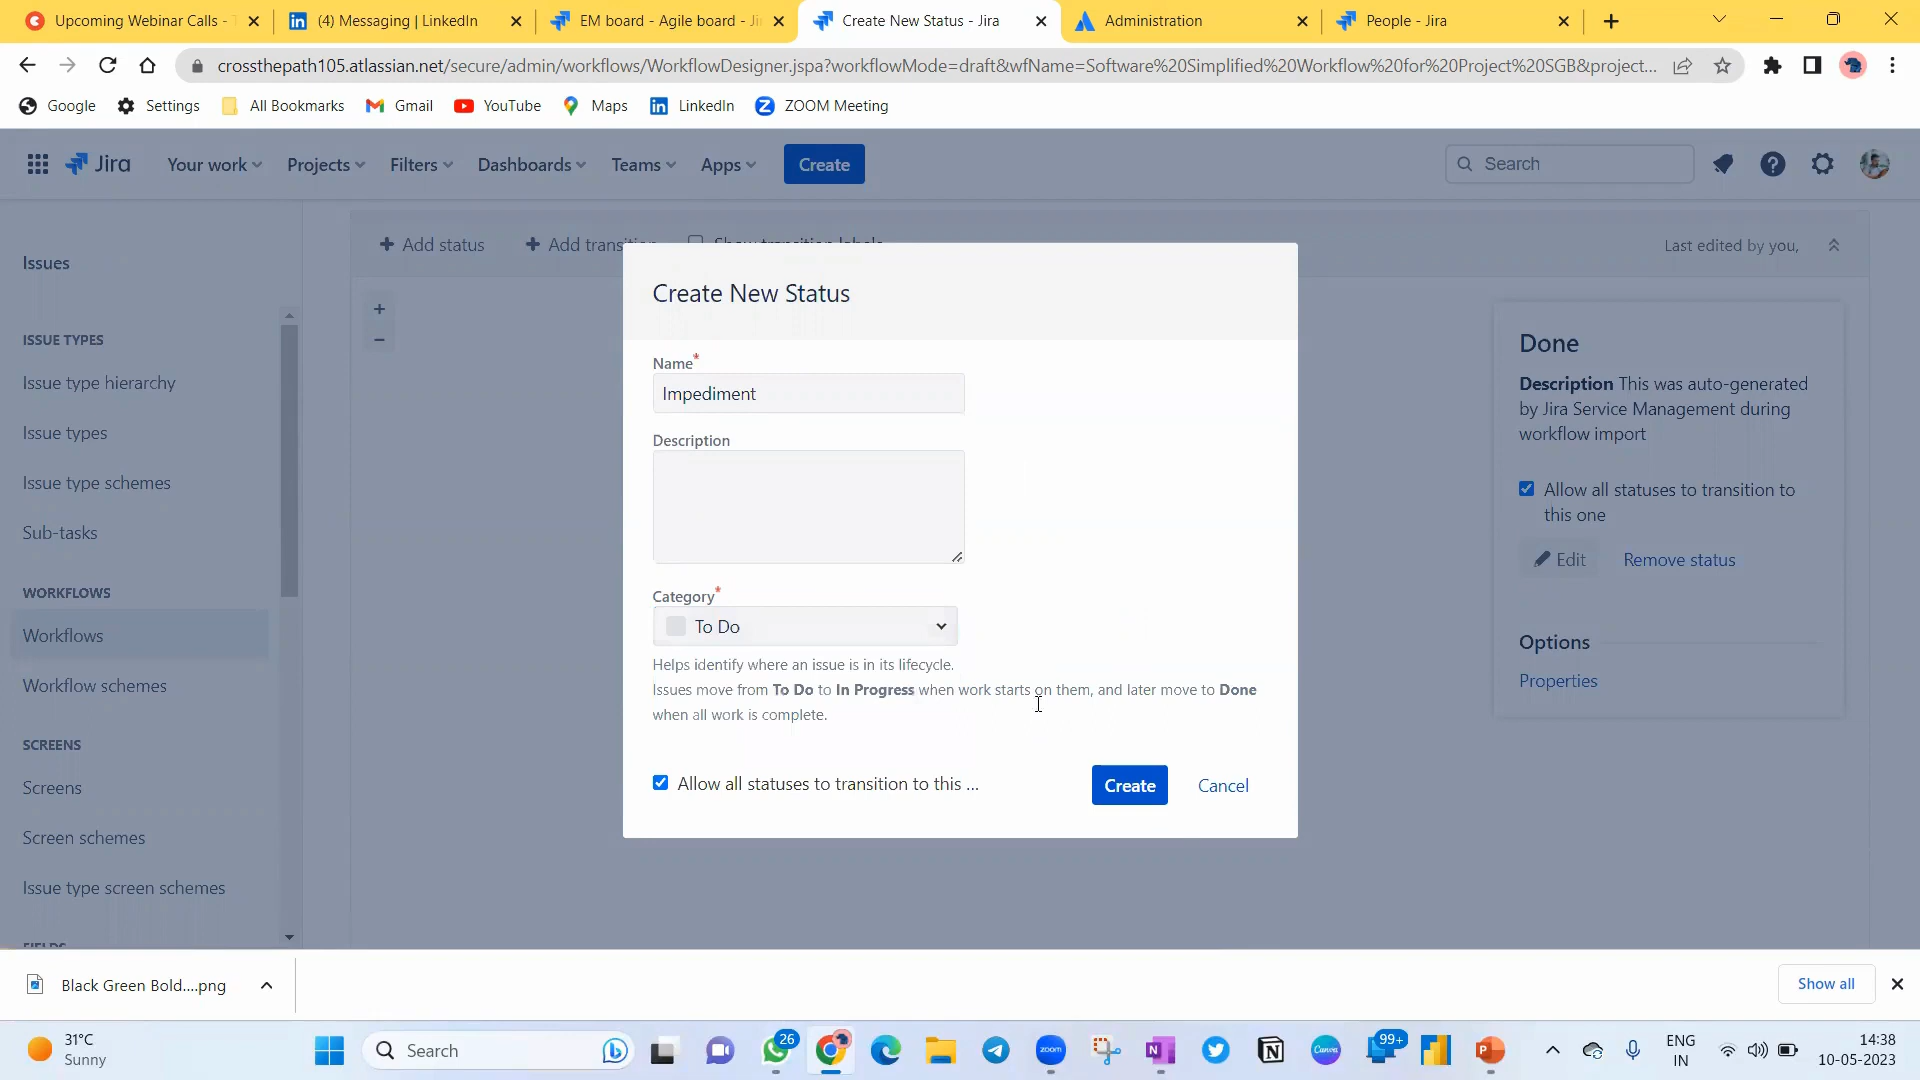 Upcoming Webinar Calls - T
(4) Messaging | LinkedIn
EM board - Agile board - Jir
Create New Status - Jira
Administration
People - Jira
crossthepath105.atlassian.net/secure/admin/workflows/WorkflowDesigner.jspa?workflowMode=draft&wfName=Software%20Simplified%20Workflow%20for%20Project%20SGB&project...
Google
Settings
All Bookmarks
Gmail
YouTube
Maps
LinkedIn
ZOOM Meeting
Jira
Your work
Projects
Filters
Dashboards
Teams
Apps
Create
Search
Issues
ISSUE TYPES
Issue type hierarchy
Issue types
Issue type schemes
Sub-tasks
WORKFLOWS
Workflows
Workflow schemes
SCREENS
Screens
Screen schemes
Issue type screen schemes
FIELDS
+ Add status
+ Add transition
Show transition labels
Last edited by you,
+
−
Create New Status
Name*
Impediment
Description
Category*
To Do
Helps identify where an issue is in its lifecycle.
Issues move from To Do to In Progress when work starts on them, and later move to Done
when all work is complete.
Allow all statuses to transition to this ...
Create
Cancel
Done
Description This was auto-generated
by Jira Service Management during
workflow import
Allow all statuses to transition to
this one
Edit
Remove status
Options
Properties
Black Green Bold....png
Show all
31°C
Sunny
Search
26
zoom
Canva
99+
ENG
IN
14:38
10-05-2023